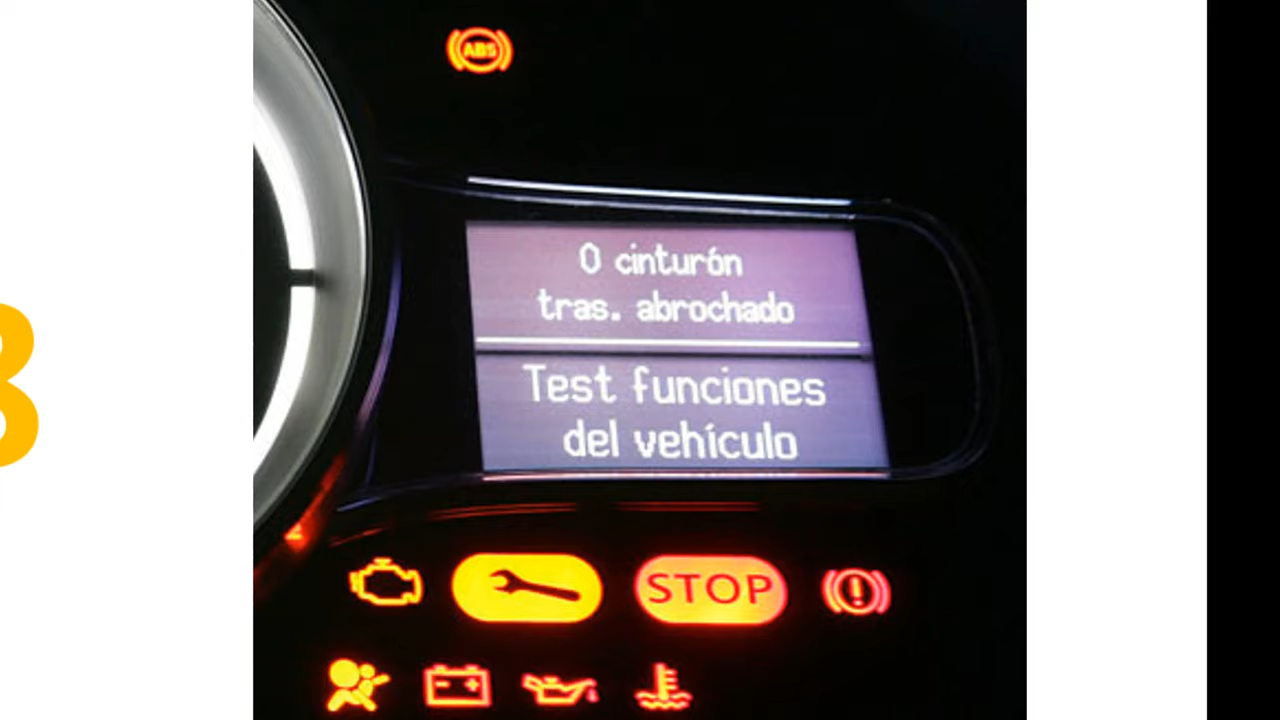 ABS
0 cinturón
tras. abrochado
Test funciones
del vehículo
STOP